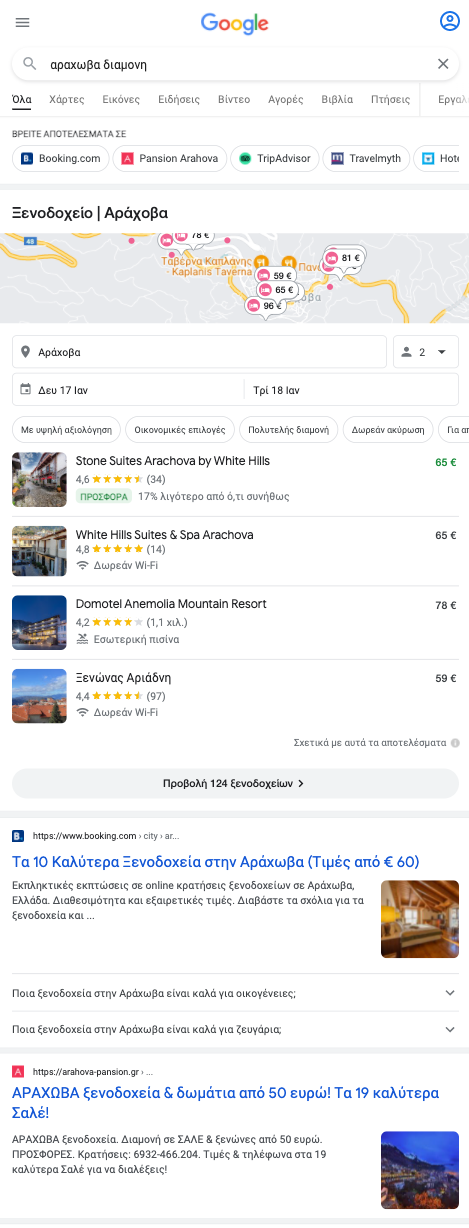 Google
αραχωβα διαμονη
Όλα Χάρτες Εικόνες Ειδήσεις Βίντεο Αγορές Βιβλία Πτήσεις
ΒΡΕΙΤΕ ΑΠΟΤΕΛΕΣΜΑΤΑ ΣΕ
B. Booking.com A Pansion Arahova TripAdvisor m Travelmyth
Ξενοδοχείο | Αράχοβα
48 78 €
Ταβέρνα Καπλάνης
Kaplanis Taverna
81 €
59 €
65 €
96 €
Αράχοβα 2
Δευ 17 Ιαν Τρί 18 Ιαν
Με υψηλή αξιολόγηση Οικονομικές επιλογές Πολυτελής διαμονή Δωρεάν ακύρωση
Stone Suites Arachova by White Hills 65 €
4,6 (34)
ΠΡΟΣΦΟΡΑ 17% λιγότερο από ό,τι συνήθως
White Hills Suites & Spa Arachova 65 €
4,8 (14)
Δωρεάν Wi-Fi
Domotel Anemolia Mountain Resort 78 €
4,2 (1,1 χιλ.)
Εσωτερική πισίνα
Ξενώνας Αριάδνη 59 €
4,4 (97)
Δωρεάν Wi-Fi
Σχετικά με αυτά τα αποτελέσματα
Προβολή 124 ξενοδοχείων
B. https://www.booking.com › city › ar...
Τα 10 Καλύτερα Ξενοδοχεία στην Αράχωβα (Τιμές από € 60)
Εκπληκτικές εκπτώσεις σε online κρατήσεις ξενοδοχείων σε Αράχωβα,
Ελλάδα. Διαθεσιμότητα και εξαιρετικές τιμές. Διαβάστε τα σχόλια για τα
ξενοδοχεία και ...
Ποια ξενοδοχεία στην Αράχωβα είναι καλά για οικογένειες;
Ποια ξενοδοχεία στην Αράχωβα είναι καλά για ζευγάρια;
A https://arahova-pansion.gr › ...
ΑΡΑΧΩΒΑ ξενοδοχεία & δωμάτια από 50 ευρώ! Τα 19 καλύτερα
Σαλέ!
ΑΡΑΧΩΒΑ ξενοδοχεία. Διαμονή σε ΣΑΛΕ & ξενώνες από 50 ευρώ.
ΠΡΟΣΦΟΡΕΣ. Κρατήσεις: 6932-466.204. Τιμές & τηλέφωνα στα 19
καλύτερα Σαλέ για να διαλέξεις!